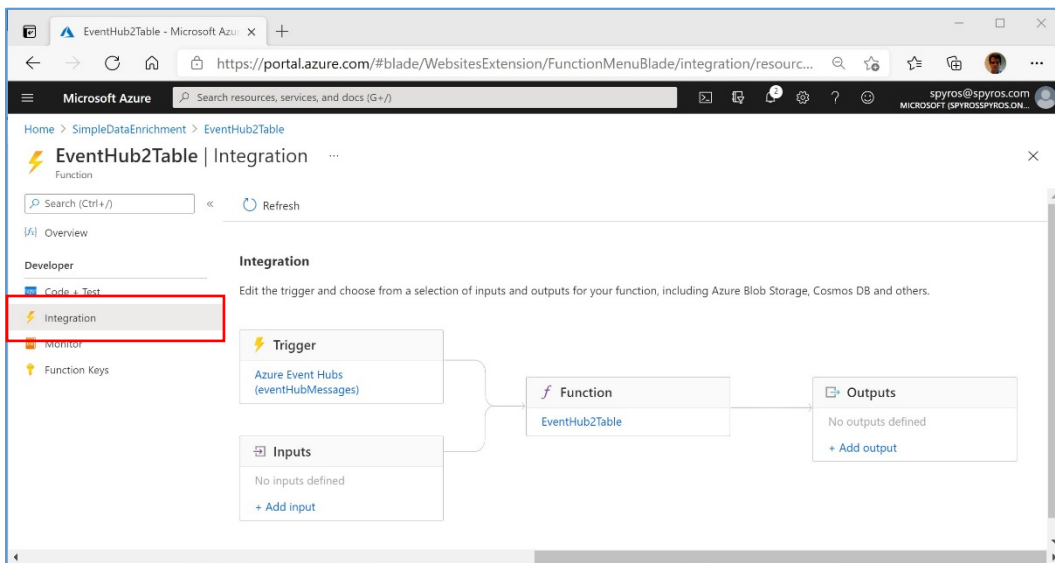 EventHub2Table - Microsoft Azu
https://portal.azure.com/#blade/WebsitesExtension/FunctionMenuBlade/integration/resourc...
Microsoft Azure
Search resources, services, and docs (G+/)
2
spyros@spyros.com
MICROSOFT (SPYROSSPYROS.ON...
Home > SimpleDataEnrichment > EventHub2Table
EventHub2Table | Integration ...
Function
Search (Ctrl+/)
«
Refresh
Overview
Developer
Code + Test
Integration
Monitor
Function Keys
Integration
Edit the trigger and choose from a selection of inputs and outputs for your function, including Azure Blob Storage, Cosmos DB and others.
Trigger
Azure Event Hubs
(eventHubMessages)
Inputs
No inputs defined
+ Add input
Function
EventHub2Table
Outputs
No outputs defined
+ Add output